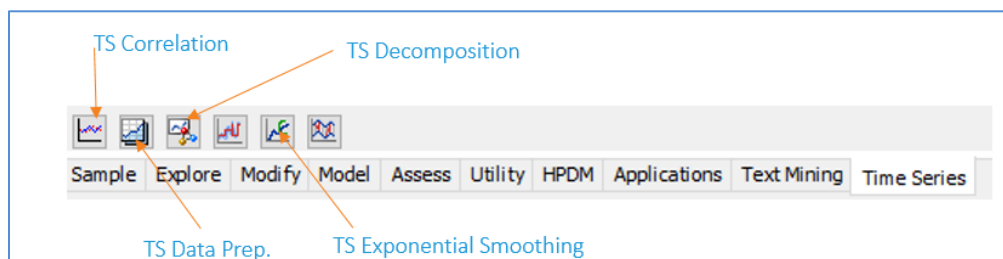 TS Correlation
TS Decomposition
Sample Explore Modify Model Assess Utility HPDM Applications Text Mining Time Series
TS Data Prep.
TS Exponential Smoothing